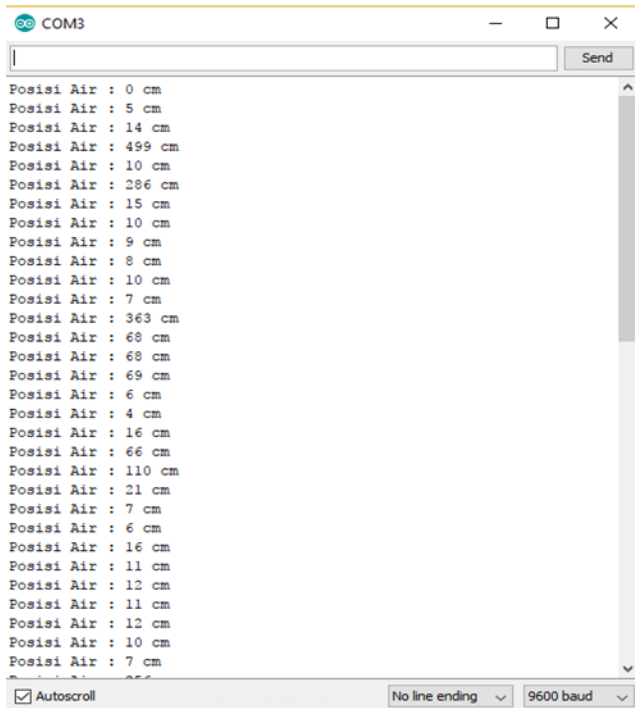 COM3
Send
Posisi Air : 0 cm
Posisi Air : 5 cm
Posisi Air : 14 cm
Posisi Air : 499 cm
Posisi Air : 10 cm
Posisi Air : 286 cm
Posisi Air : 15 cm
Posisi Air : 10 cm
Posisi Air : 9 cm
Posisi Air : 8 cm
Posisi Air : 10 cm
Posisi Air : 7 cm
Posisi Air : 363 cm
Posisi Air : 68 cm
Posisi Air : 68 cm
Posisi Air : 69 cm
Posisi Air : 6 cm
Posisi Air : 4 cm
Posisi Air : 16 cm
Posisi Air : 66 cm
Posisi Air : 110 cm
Posisi Air : 21 cm
Posisi Air : 7 cm
Posisi Air : 6 cm
Posisi Air : 16 cm
Posisi Air : 11 cm
Posisi Air : 12 cm
Posisi Air : 11 cm
Posisi Air : 12 cm
Posisi Air : 10 cm
Posisi Air : 7 cm
Autoscroll
No line ending
9600 baud